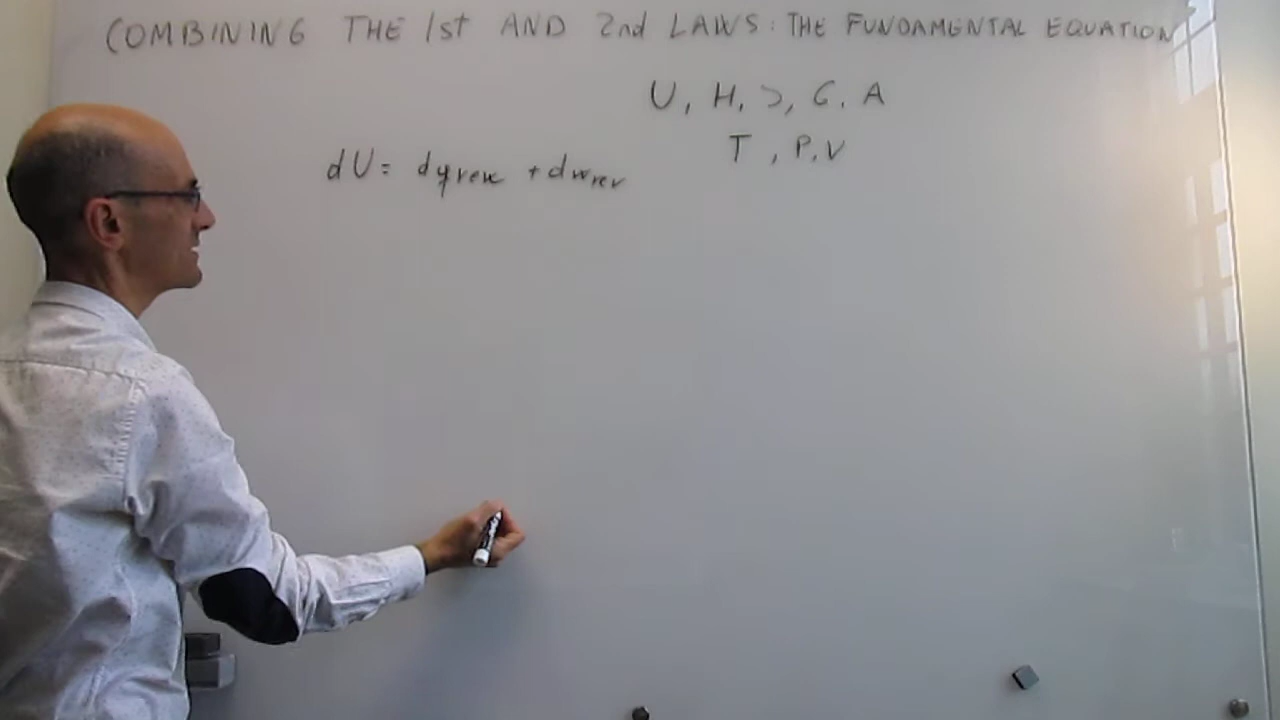 COMBINING THE 1st AND 2nd LAWS: THE FUNDAMENTAL EQUATION
U, H, S, G, A
T, P, V
dU = dqrev + dwrev